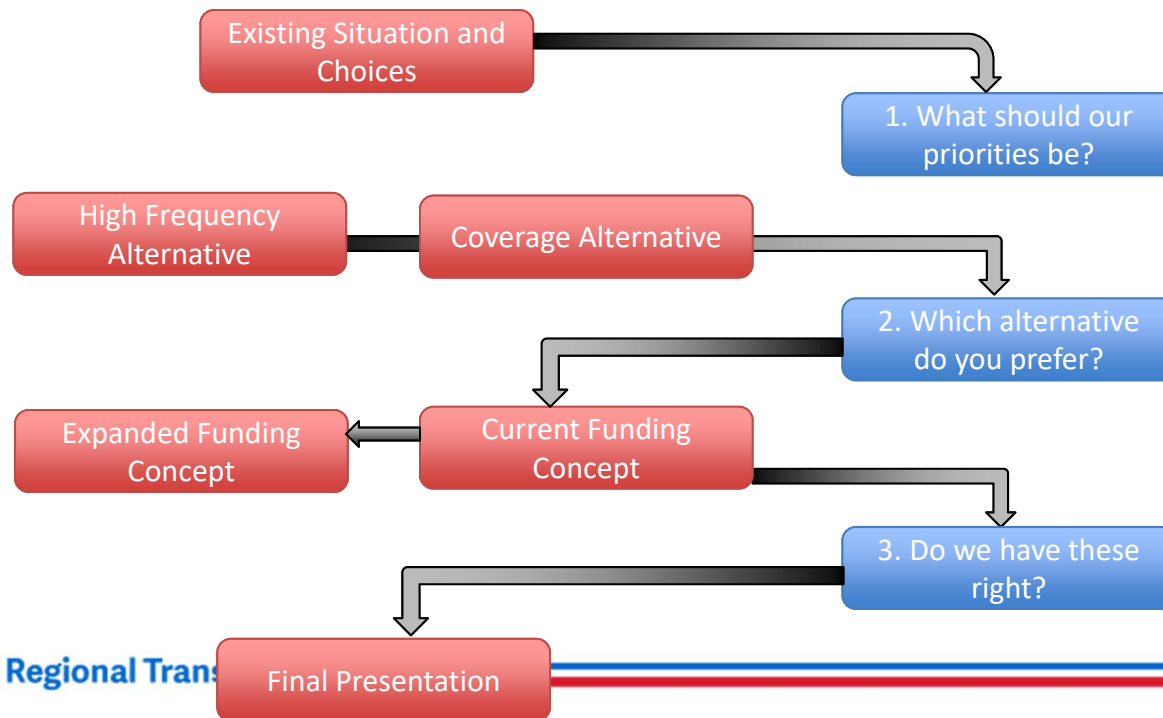 Existing Situation and
Choices
1. What should our
priorities be?
High Frequency
Alternative
Coverage Alternative
2. Which alternative
do you prefer?
Expanded Funding
Concept
Current Funding
Concept
3. Do we have these
right?
Regional
Final Presentation